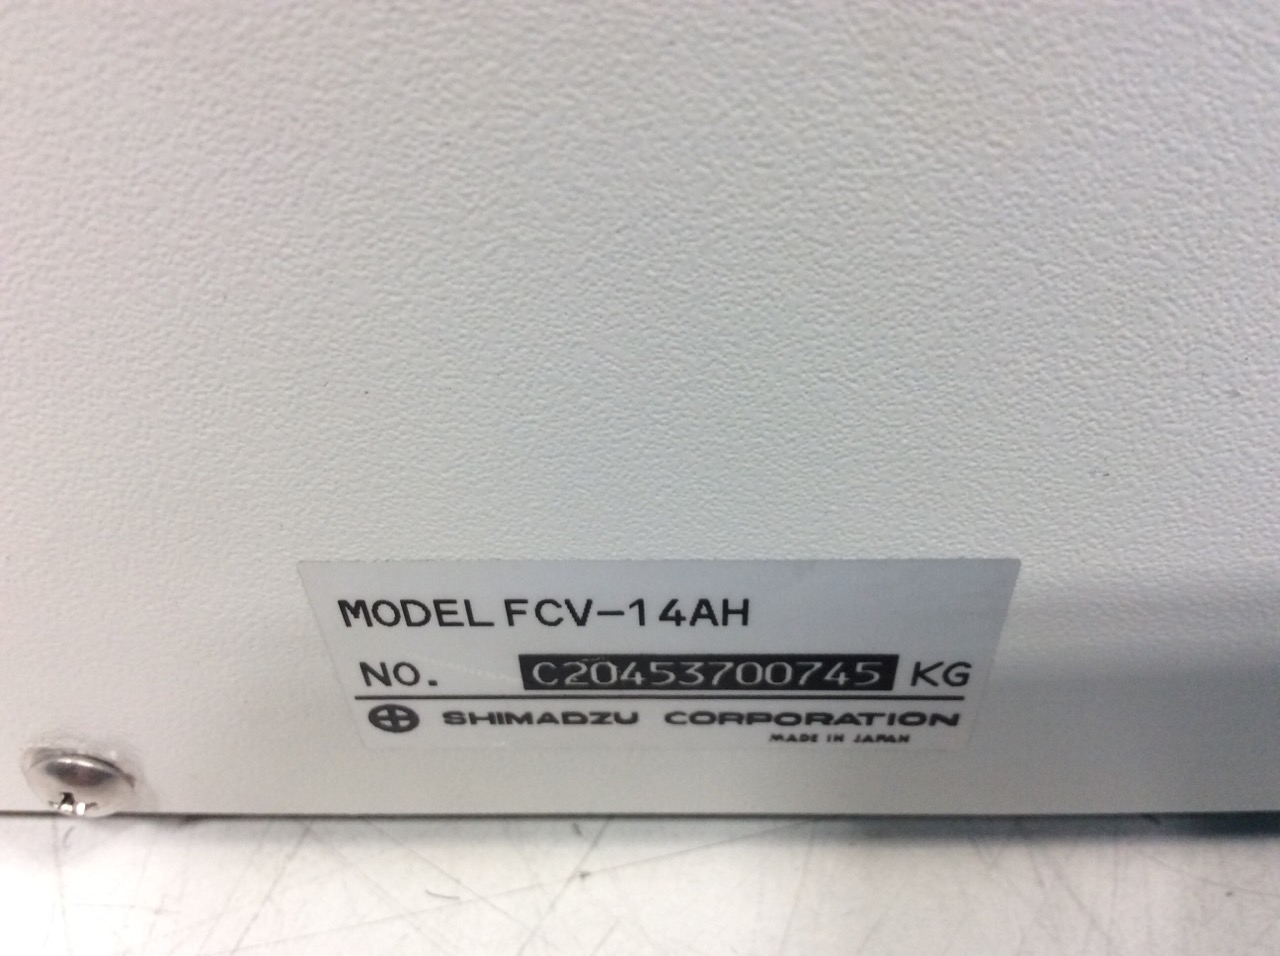 MODEL FCV-14AH
NO. C20453700745 KG
SHIMADZU CORPORATION
MADE IN JAPAN